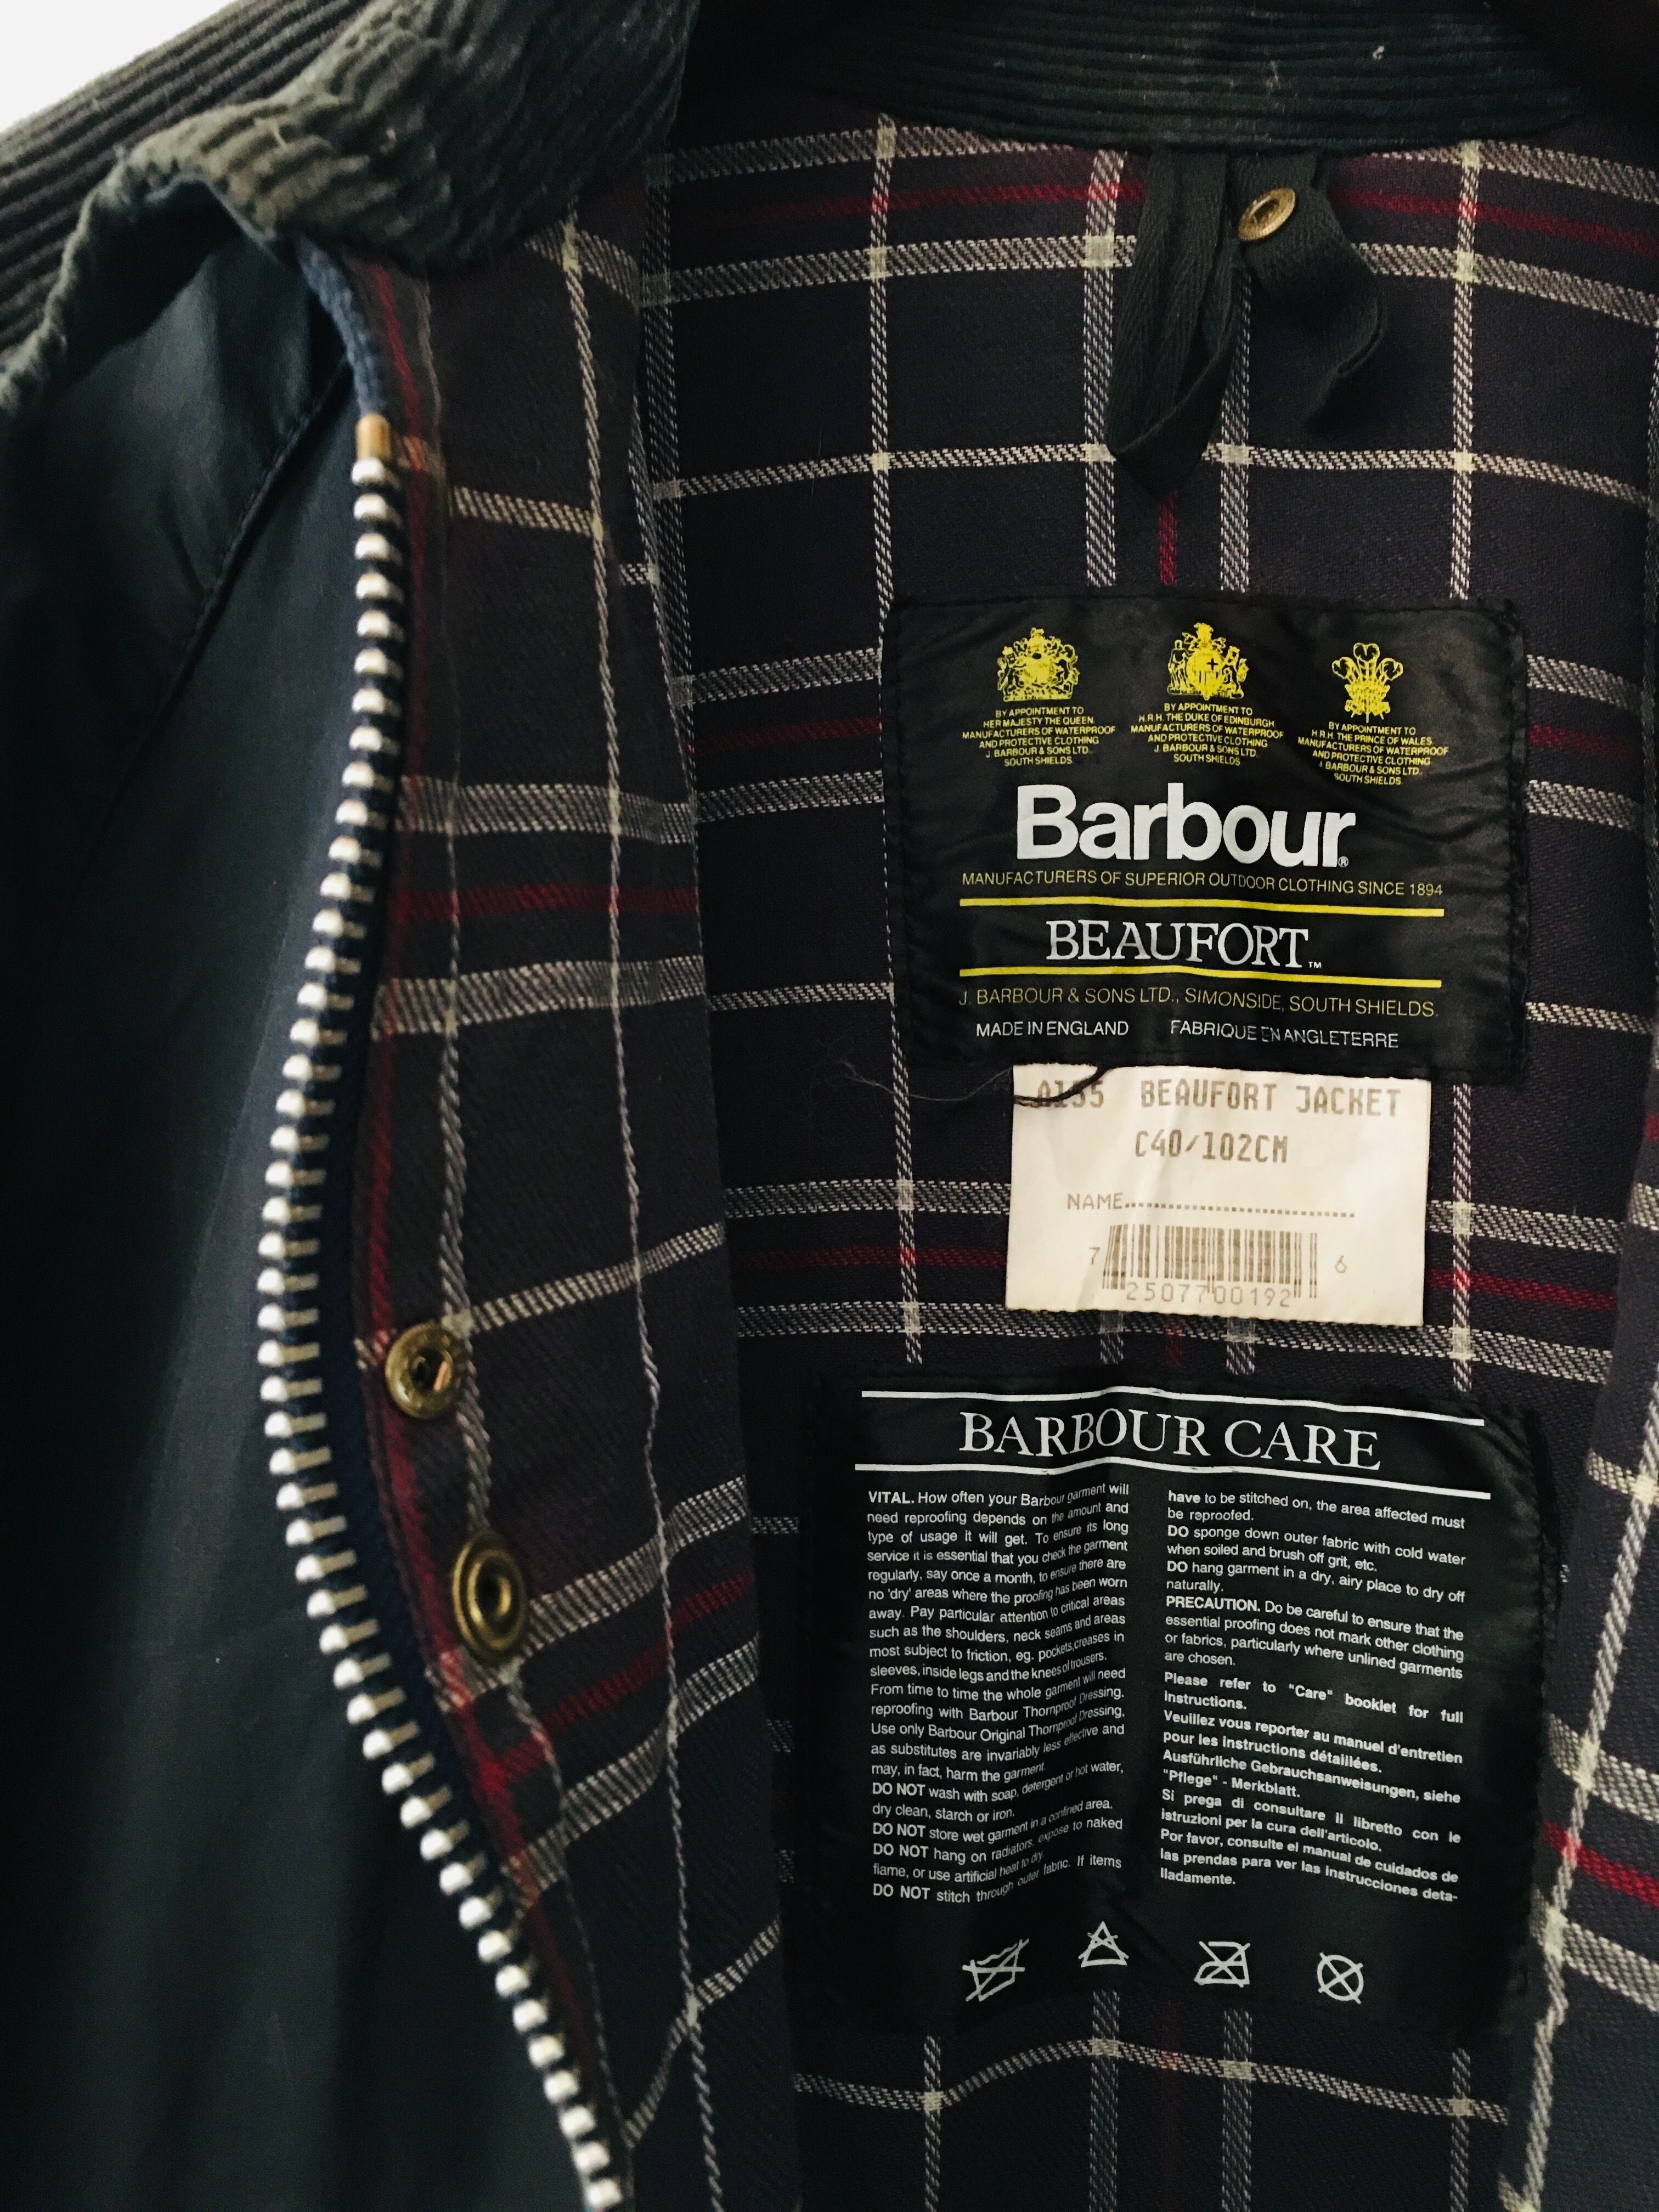 BY APPOINTMENT TO
HER MAJESTY THE QUEEN
MANUFACTURERS OF WATERPROOF
AND PROTECTIVE CLOTHING
J. BARBOUR & SONS LTD.
SOUTH SHIELDS
BY APPOINTMENT TO
H.R.H. THE DUKE OF EDINBURGH
MANUFACTURERS OF WATERPROOF
AND PROTECTIVE CLOTHING
J. BARBOUR & SONS LTD.
SOUTH SHIELDS
BY APPOINTMENT TO
H R H. THE PRINCE OF WALES
MANUFACTURERS OF WATERPROOF
AND PROTECTIVE CLOTHING
J BARBOUR & SONS LTD.
SOUTH SHIELDS
Barbour®
MANUFACTURERS OF SUPERIOR OUTDOOR CLOTHING SINCE 1894
BEAUFORT™
J. BARBOUR & SONS LTD., SIMONSIDE, SOUTH SHIELDS.
MADE IN ENGLAND FABRIQUE EN ANGLETERRE
A155 BEAUFORT JACKET
C40/102CM
NAME..............................
7 2507700192 6
BARBOUR CARE
VITAL. How often your Barbour garment will
need reproofing depends on the amount and
type of usage it will get. To ensure its long
service it is essential that you check the garment
regularly, say once a month, to ensure there are
no 'dry' areas where the proofing has been worn
away. Pay particular attention to critical areas
such as the shoulders, neck seams and areas
most subject to friction, eg. pockets,creases in
sleeves, inside legs and the knees of trousers.
From time to time the whole garment will need
reproofing with Barbour Thornproof Dressing.
Use only Barbour Original Thornproof Dressing,
as substitutes are invariably less effective and
may, in fact, harm the garment.
DO NOT wash with soap, detergent or hot water,
dry clean, starch or iron.
DO NOT store wet garment in a confined area.
DO NOT hang on radiators, expose to naked
flame, or use artificial heat to dry.
DO NOT stitch through outer fabric. If items
have to be stitched on, the area affected must
be reproofed.
DO sponge down outer fabric with cold water
when soiled and brush off grit, etc.
DO hang garment in a dry, airy place to dry off
naturally.
PRECAUTION. Do be careful to ensure that the
essential proofing does not mark other clothing
or fabrics, particularly where unlined garments
are chosen.
Please refer to "Care" booklet for full
instructions.
Veuillez vous reporter au manuel d'entretien
pour les instructions détaillées.
Ausführliche Gebrauchsanweisungen, siehe
"Pflege" - Merkblatt.
Si prega di consultare il libretto con le
istruzioni per la cura dell'articolo.
Por favor, consulte el manual de cuidados de
las prendas para ver las instrucciones deta-
lladamente.